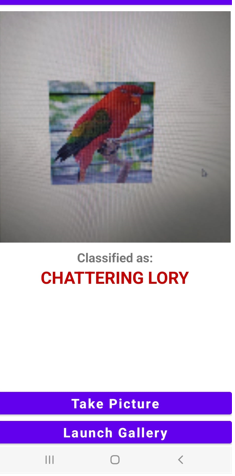 Classified as:
CHATTERING LORY
Take Picture
Launch Gallery